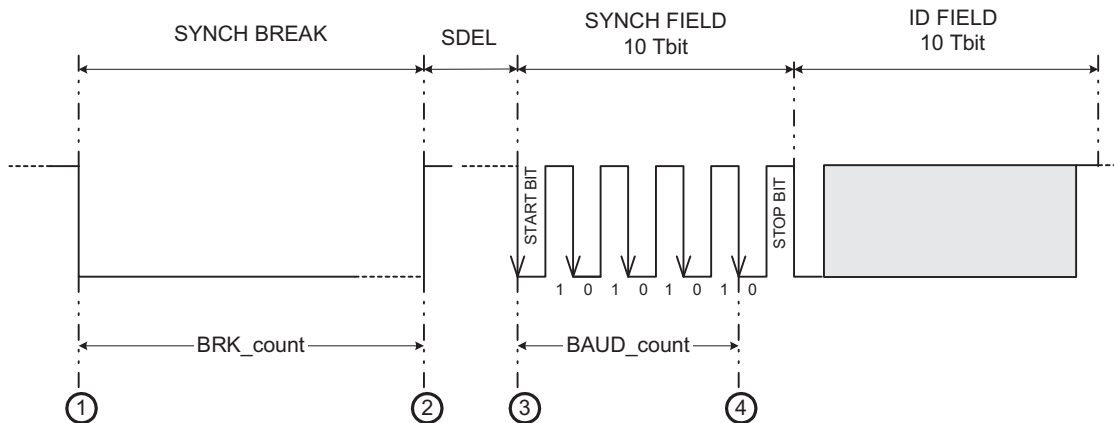 SYNCH BREAK
SDEL
SYNCH FIELD
10 Tbit
ID FIELD
10 Tbit
START BIT
STOP BIT
1 0 1 0 1 0 1 0
BRK_count
BAUD_count
1
2
3
4